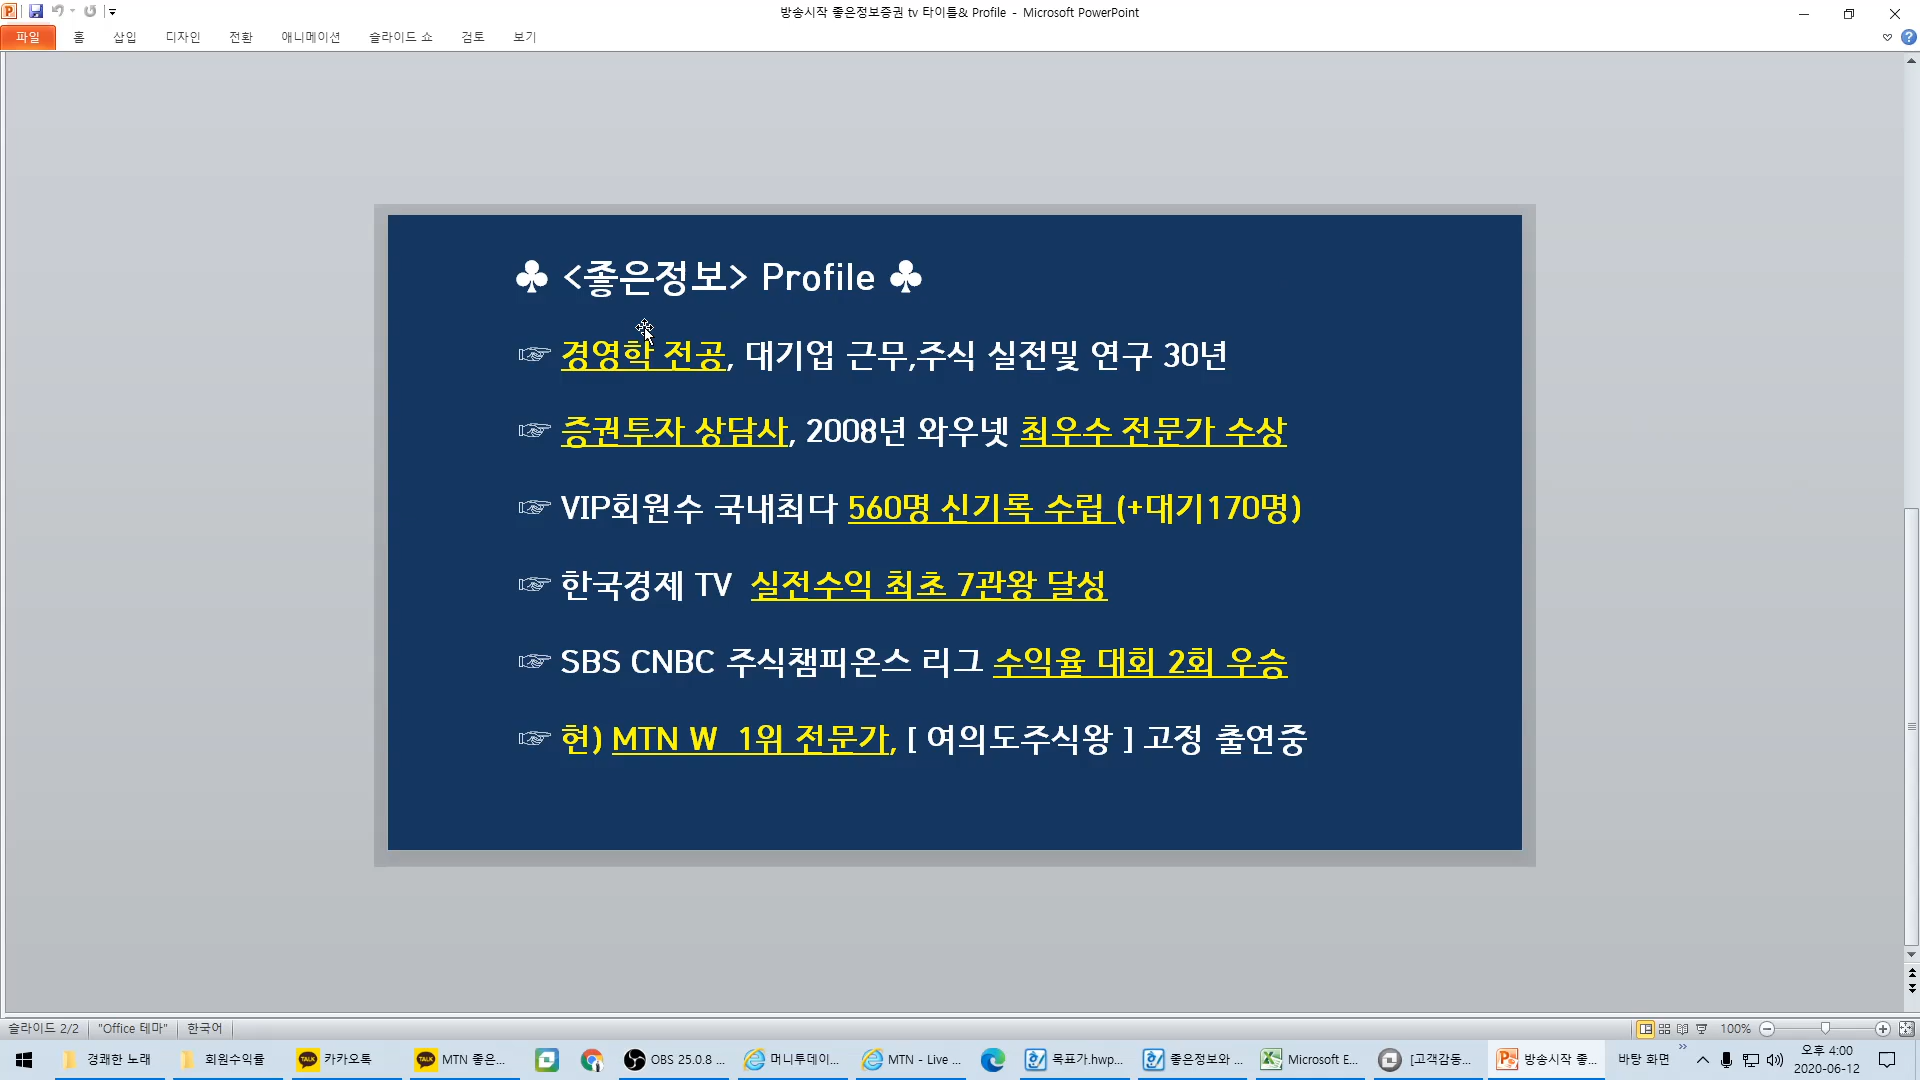 방송시작 좋은정보증권 tv 타이틀& Profile - Microsoft PowerPoint
파일 홈 삽입 디자인 전환 애니메이션 슬라이드 쇼 검토 보기
♣ <좋은정보> Profile ♣
☞ 경영학 전공, 대기업 근무,주식 실전및 연구 30년
☞ 증권투자 상담사, 2008년 와우넷 최우수 전문가 수상
☞ VIP회원수 국내최다 560명 신기록 수립 (+대기170명)
☞ 한국경제 TV 실전수익 최초 7관왕 달성
☞ SBS CNBC 주식챔피온스 리그 수익율 대회 2회 우승
☞ 현) MTN W 1위 전문가, [ 여의도주식왕 ] 고정 출연중
슬라이드 2/2 "Office 테마" 한국어 100%
경쾌한 노래 회원수익률 카카오톡 MTN 좋은... OBS 25.0.8 ... 머니투데이... MTN - Live ... 목표가.hwp... 좋은정보와 ... Microsoft E... [고객감동... 방송시작 좋... 바탕 화면 오후 4:00
2020-06-12